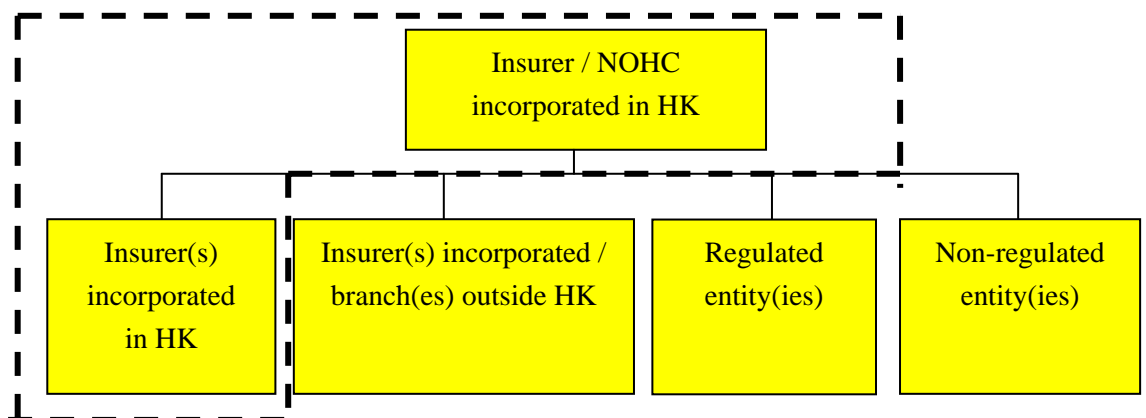 Insurer / NOHC
incorporated in HK
Insurer(s)
incorporated
in HK
Insurer(s) incorporated /
branch(es) outside HK
Regulated
entity(ies)
Non-regulated
entity(ies)